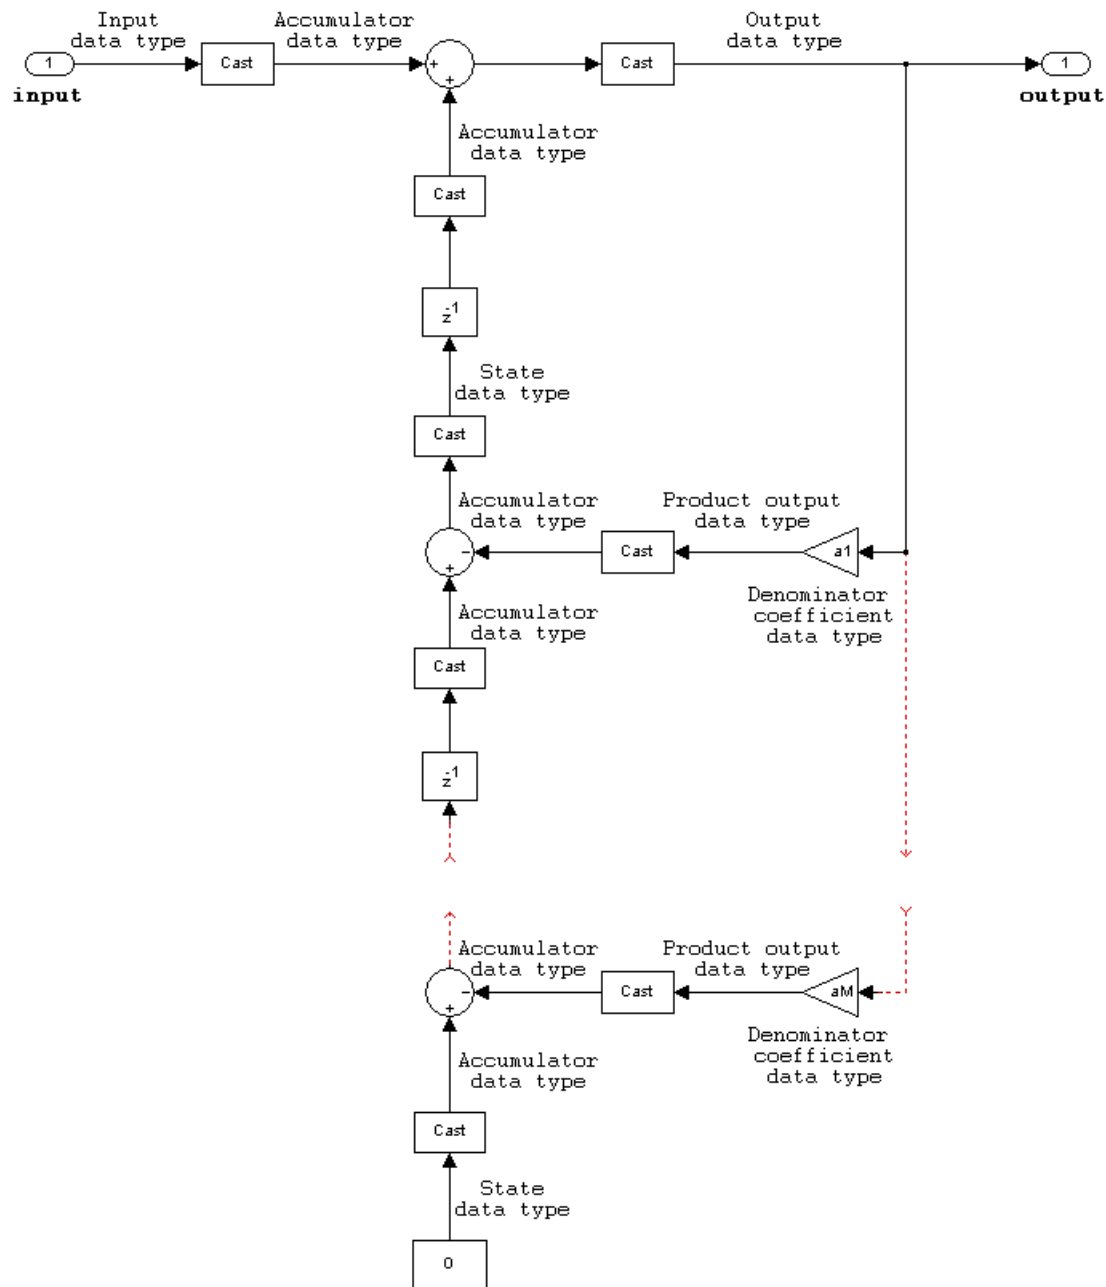 Input
data type
Accumulator
data type
Output
data type
1
Cast
+
+
Cast
1
input
output
Accumulator
data type
Cast
z-1
State
data type
Cast
Accumulator
data type
Product output
data type
-
+
Cast
a1
Accumulator
data type
Denominator
coefficient
data type
Cast
z-1
Accumulator
data type
Product output
data type
-
+
Cast
aM
Accumulator
data type
Denominator
coefficient
data type
Cast
State
data type
0